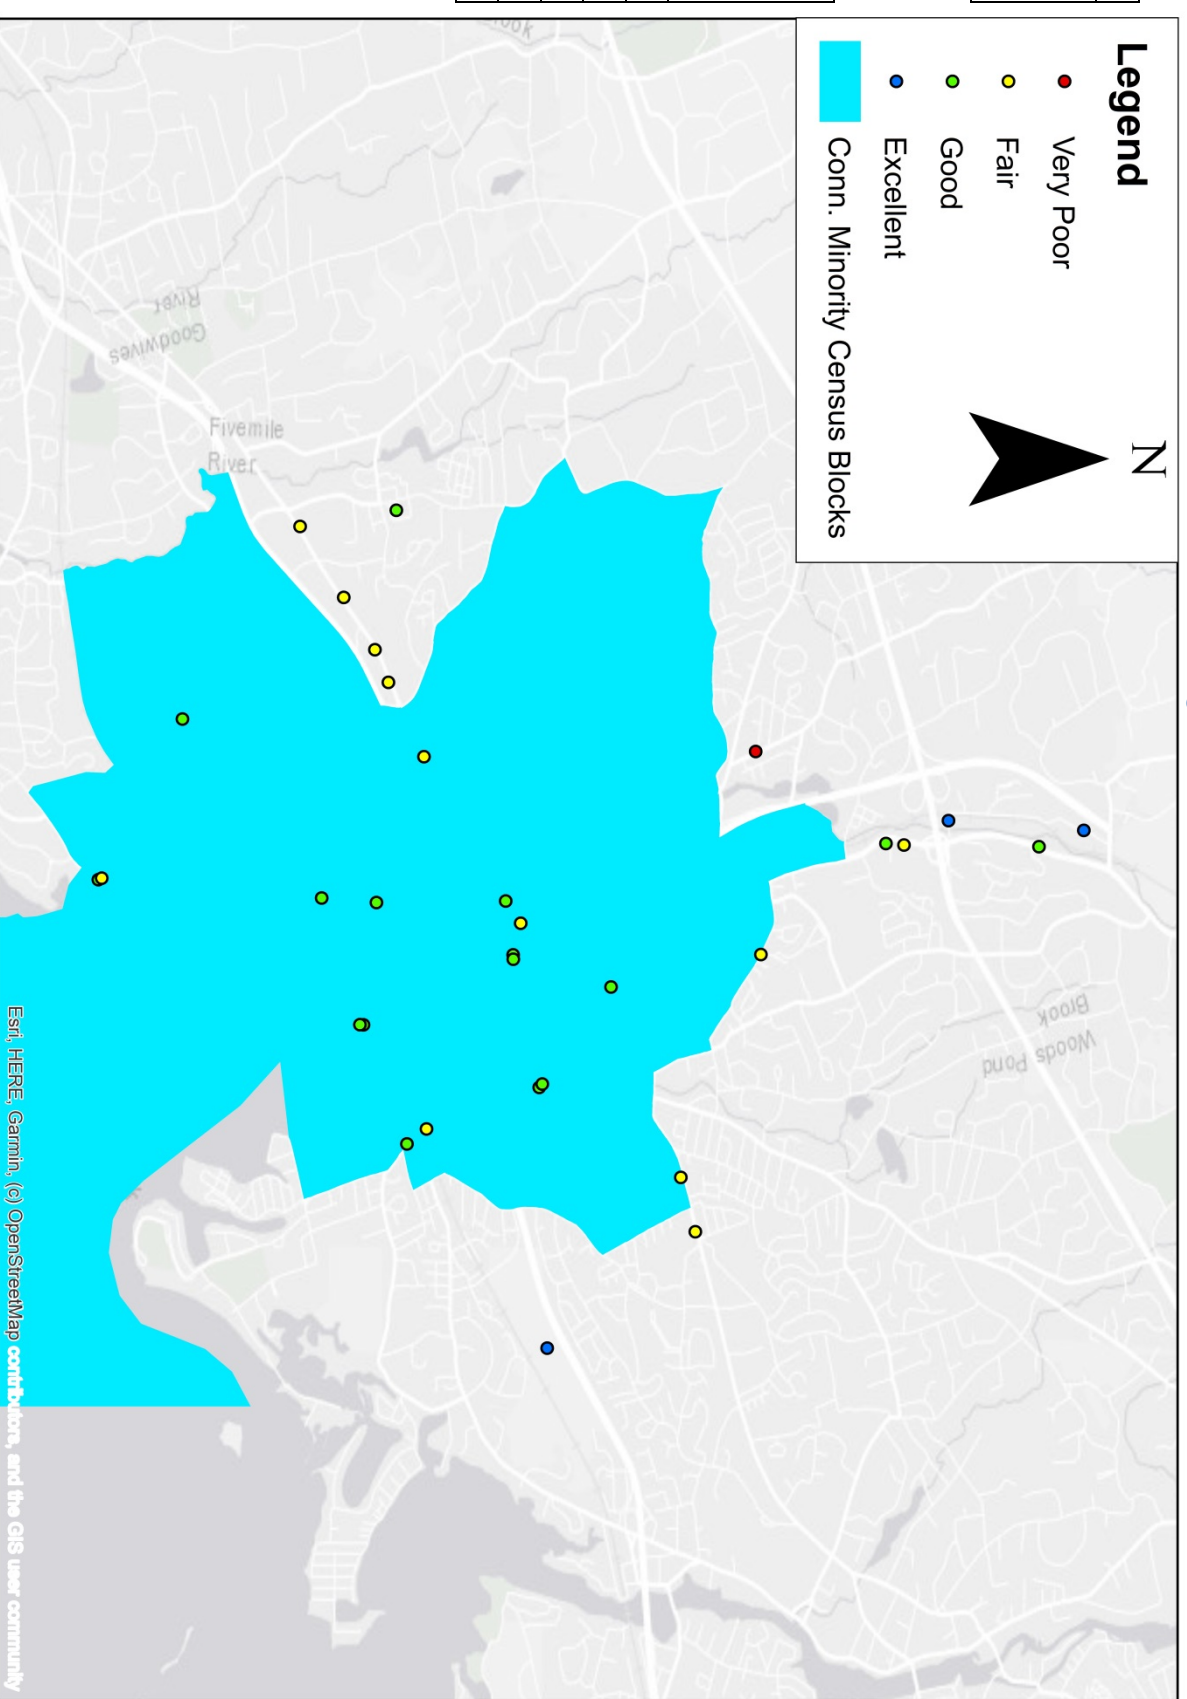 Legend
N
Very Poor
Fair
Good
Excellent
Conn. Minority Census Blocks
ook
Goodwives
River
Fivemile
River
Woods Pond
Brook
Esri, HERE, Garmin, (c) OpenStreetMap contributors, and the GIS user community